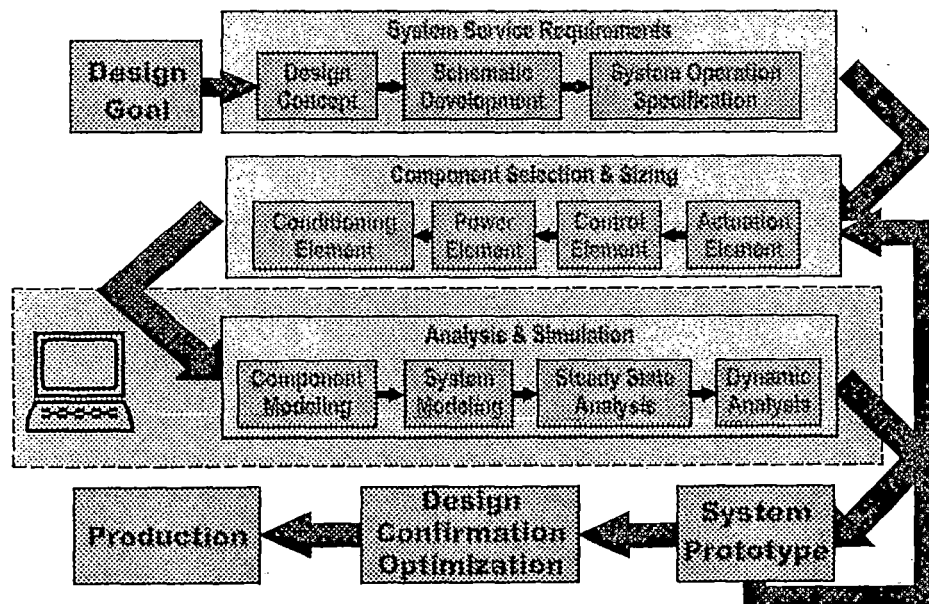 System Service Requirements
Design
Goal
Design
Concept
Schematic
Development
System Operation
Specification
Component Selection & Sizing
Conditioning
Element
Power
Element
Control
Element
Actuation
Element
Analysis & Simulation
Component
Modeling
System
Modeling
Steady State
Analysis
Dynamic
Analysis
Production
Design
Confirmation
Optimization
System
Prototype